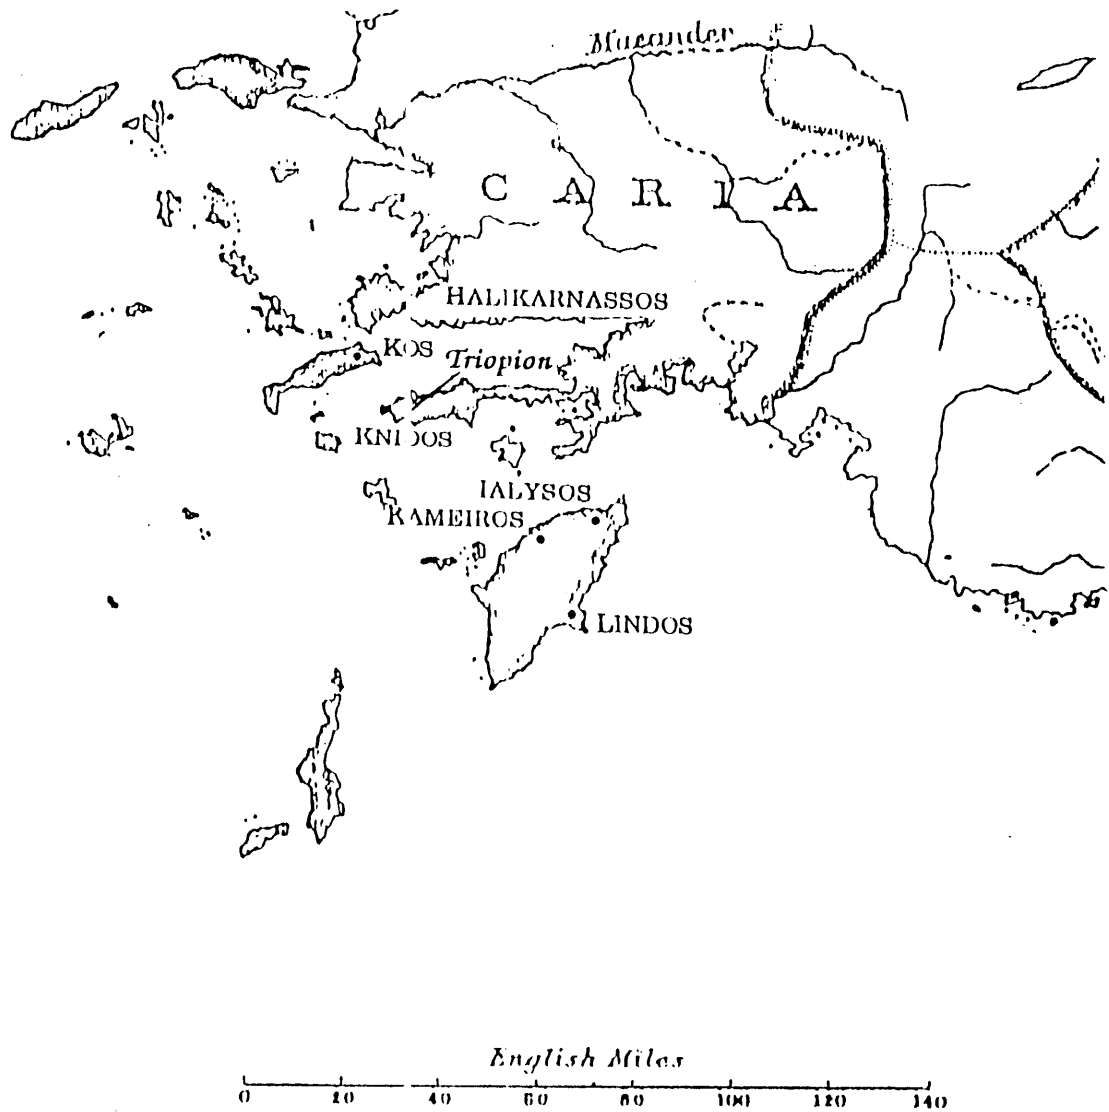 Maeander
CARIA
HALIKARNASSOS
KOS
Triopion
KNIDOS
IALYSOS
KAMEIROS
LINDOS
English Miles
0 20 40 60 80 100 120 140